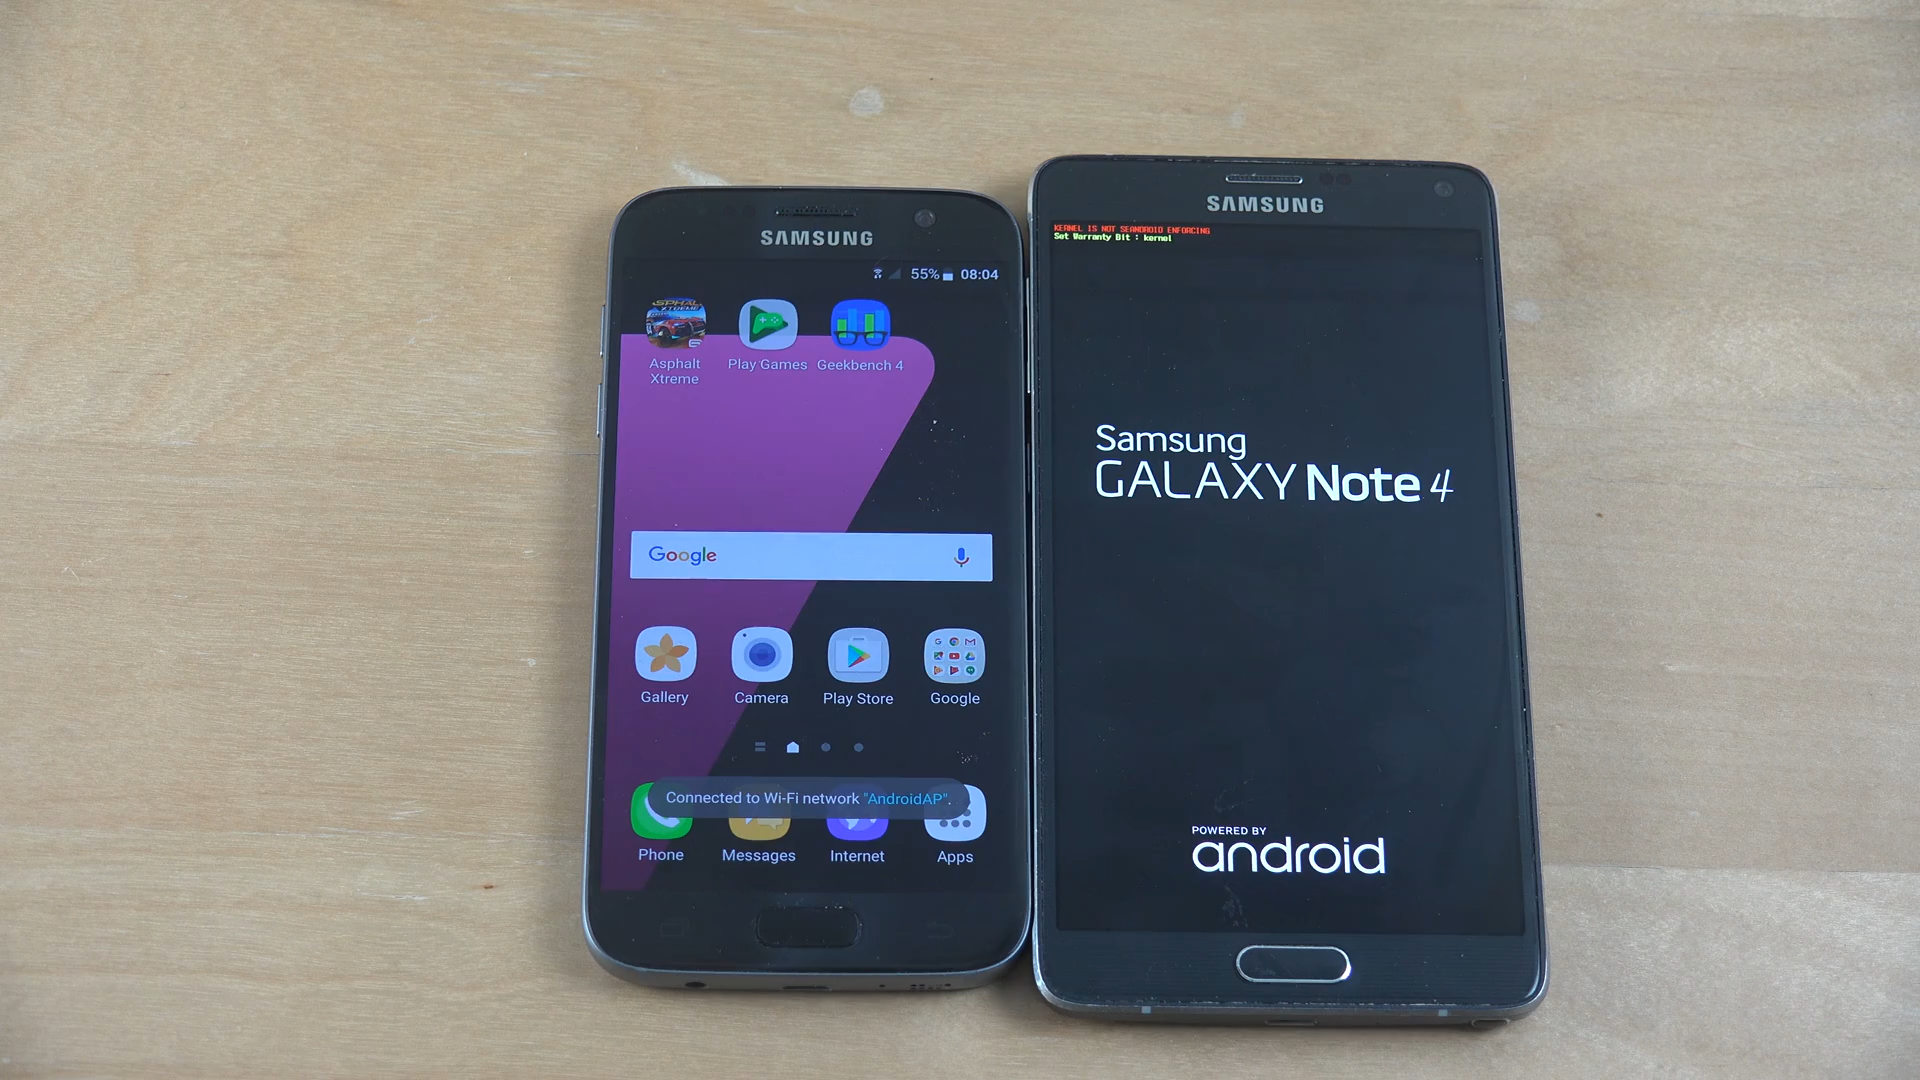 SAMSUNG
55% 08:04
Asphalt
Xtreme
Play Games
Geekbench 4
Google
Gallery
Camera
Play Store
Google
Connected to Wi-Fi network "AndroidAP".
Phone
Messages
Internet
Apps
SAMSUNG
KERNEL IS NOT SEANDROID ENFORCING
Set Warranty Bit : kernel
Samsung
GALAXY Note 4
POWERED BY
android